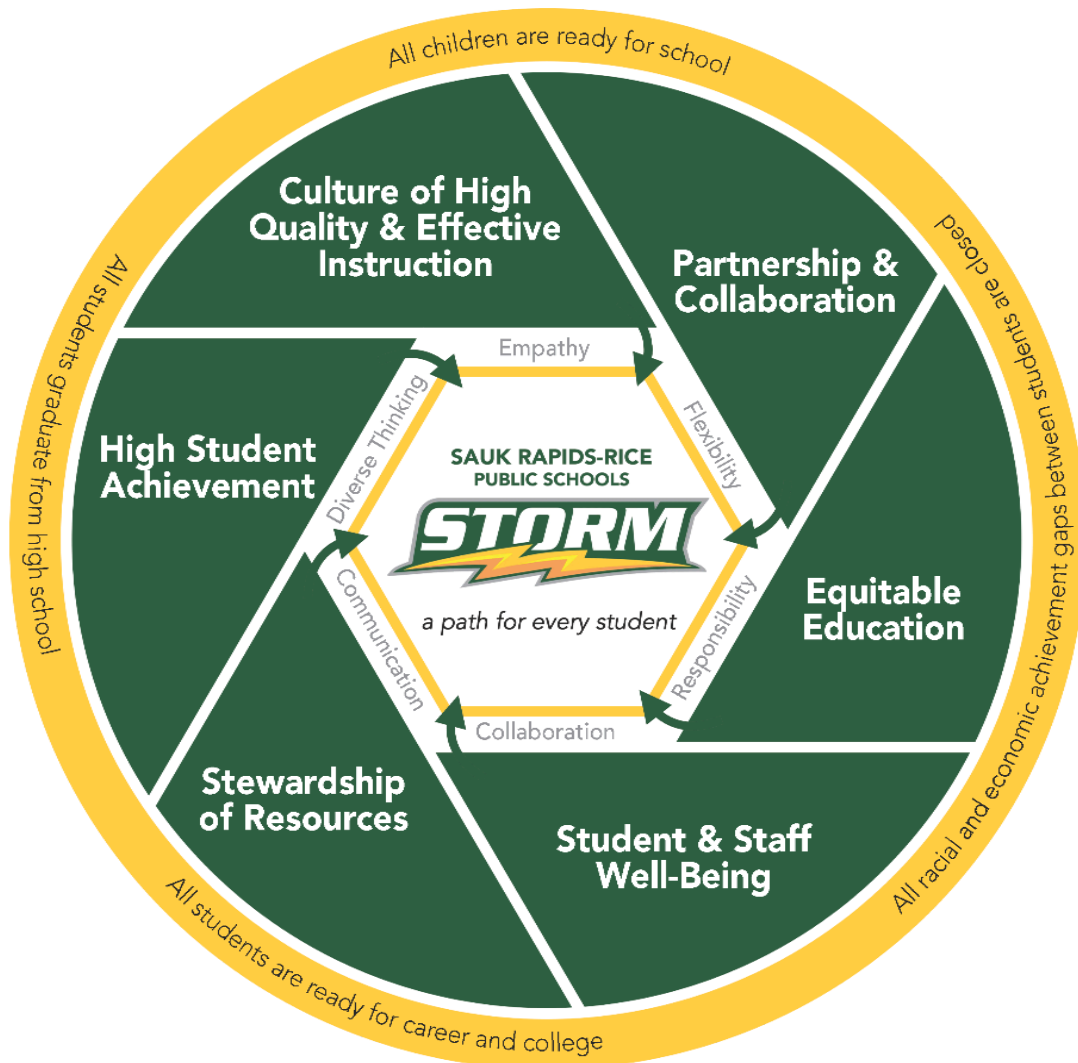 All children are ready for school
All racial and economic achievement gaps between students are closed
All students are ready for career and college
All students graduate from high school
Culture of High
Quality & Effective
Instruction
Partnership &
Collaboration
Equitable
Education
Student & Staff
Well-Being
Stewardship
of Resources
High Student
Achievement
Empathy
Flexibility
Responsibility
Collaboration
Communication
Diverse Thinking
SAUK RAPIDS-RICE
PUBLIC SCHOOLS
STORM
a path for every student